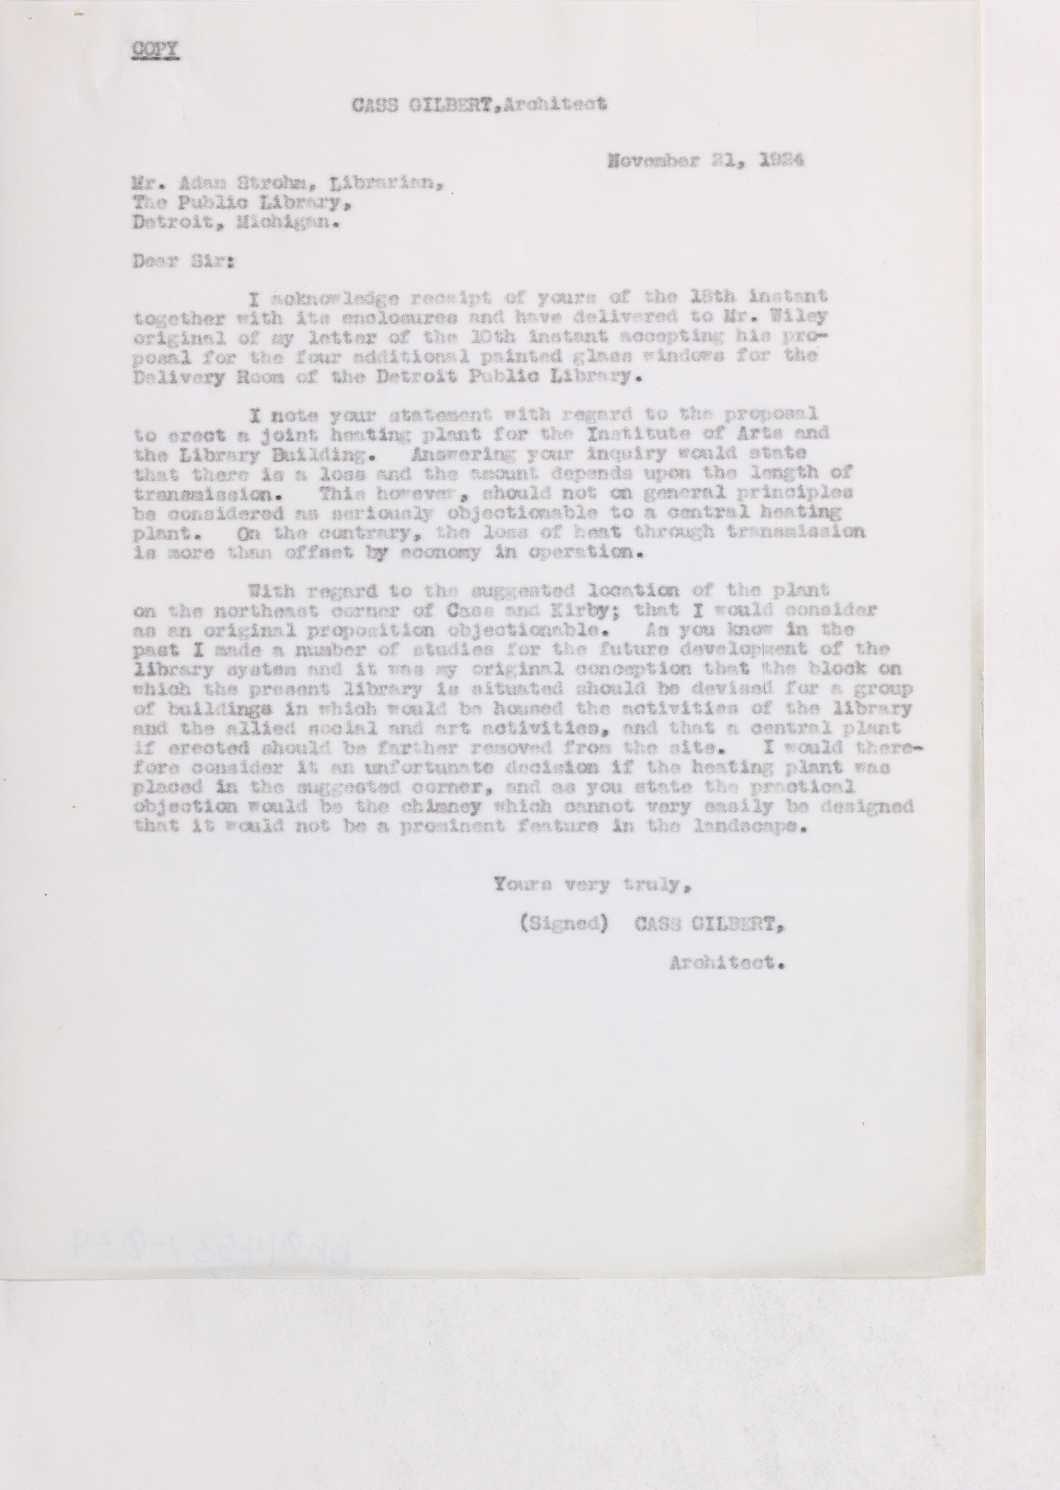 COPY
CASS GILBERT, Architect
November 21, 1924
Mr. Adam Strohm, Librarian,
The Public Library,
Detroit, Michigan.
Dear Sir:
I acknowledge receipt of yours of the 18th instant
together with its enclosures and have delivered to Mr. Wiley
original of my letter of the 10th instant accepting his pro-
posal for the four additional painted glass windows for the
Delivery Room of the Detroit Public Library.
I note your statement with regard to the proposal
to erect a joint heating plant for the Institute of Arts and
the Library Building. Answering your inquiry would state
that there is a loss and the amount depends upon the length of
transmission. This however, should not on general principles
be considered as seriously objectionable to a central heating
plant. On the contrary, the loss of heat through transmission
is more than offset by economy in operation.
With regard to the suggested location of the plant
on the northeast corner of Cass and Kirby; that I would consider
as an original proposition objectionable. As you know in the
past I made a number of studies for the future development of the
library system and it was my original conception that the block on
which the present library is situated should be devised for a group
of buildings in which would be housed the activities of the library
and the allied social and art activities, and that a central plant
if erected should be farther removed from the site. I would there-
fore consider it an unfortunate decision if the heating plant was
placed in the suggested corner, and as you state the practical
objection would be the chimney which cannot very easily be designed
that it would not be a prominent feature in the landscape.
Yours very truly,
(Signed) CASS GILBERT,
Architect.